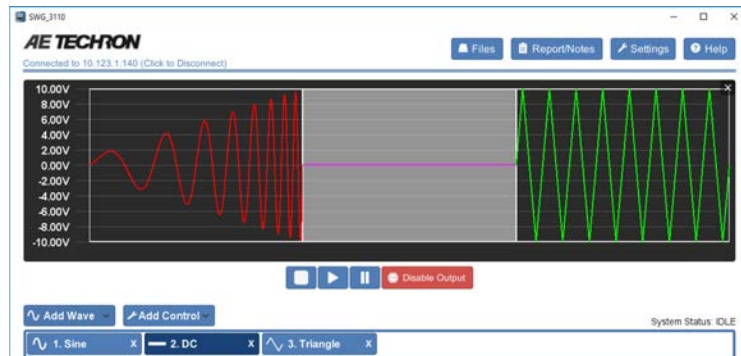 SWG_3110
AE TECHRON
Files
Report/Notes
Settings
Help
Connected to 10.123.1.140 (Click to Disconnect)
10.00V
8.00V
6.00V
4.00V
2.00V
0.00V
-2.00V
-4.00V
-6.00V
-8.00V
-10.00V
Disable Output
Add Wave
Add Control
System Status: IDLE
1. Sine x
2. DC x
3. Triangle x